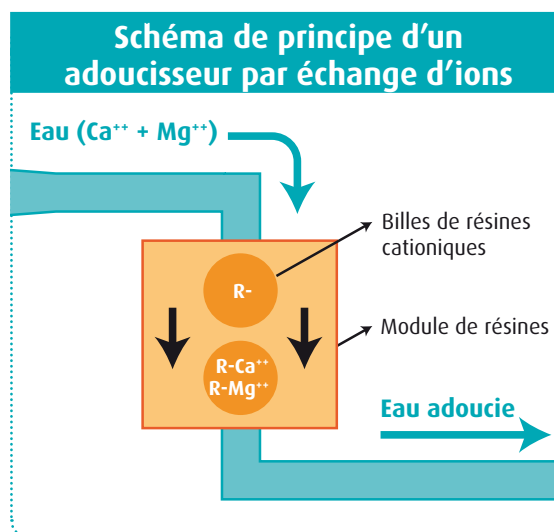 Schéma de principe d'un
adoucisseur par échange d'ions
Eau (Ca⁺⁺ + Mg⁺⁺)
Billes de résines
cationiques
R-
Module de résines
R-Ca⁺⁺
R-Mg⁺⁺
Eau adoucie